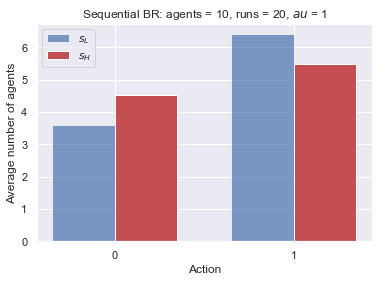 Sequential BR: agents = 10, runs = 20, au = 1
s_L
s_H
Average number of agents
6
5
4
3
2
1
0
0 1
Action